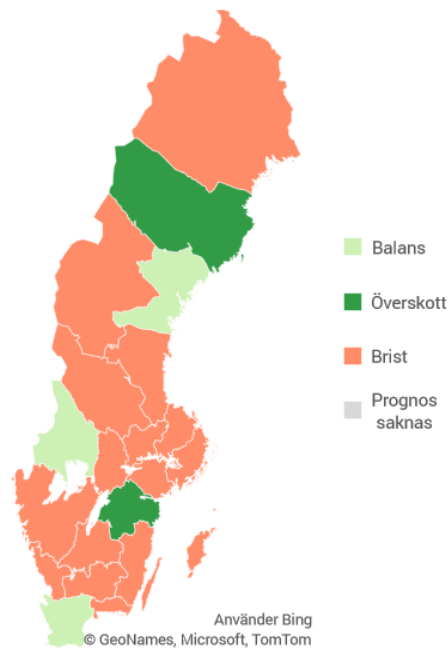 Balans
Överskott
Brist
Prognos
saknas
Använder Bing
© GeoNames, Microsoft, TomTom